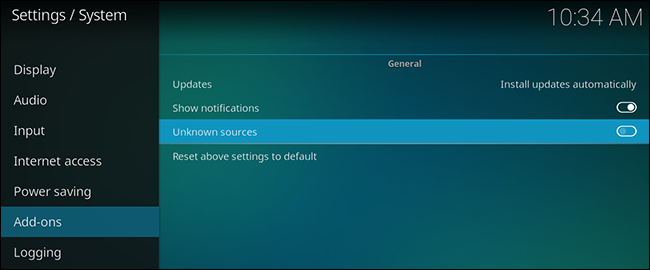 Settings / System
10:34 AM
Display
Audio
Input
Internet access
Power saving
Add-ons
Logging
General
Updates Install updates automatically
Show notifications
Unknown sources
Reset above settings to default